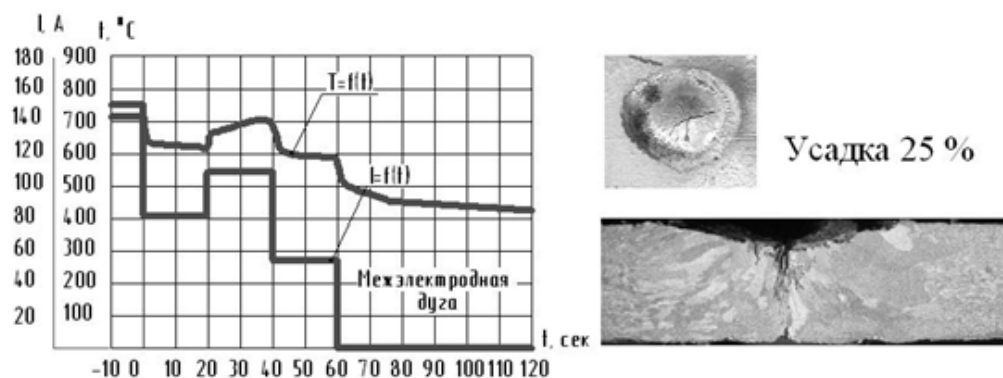 I, А t, °C
180 900
160 800
140 700
120 600
100 500
80 400
60 300
40 200
20 100
T=f(t)
I=f(t)
Межэлектродная
дуга
t, сек
-10 0 10 20 30 40 50 60 70 80 90 100 110 120
Усадка 25 %